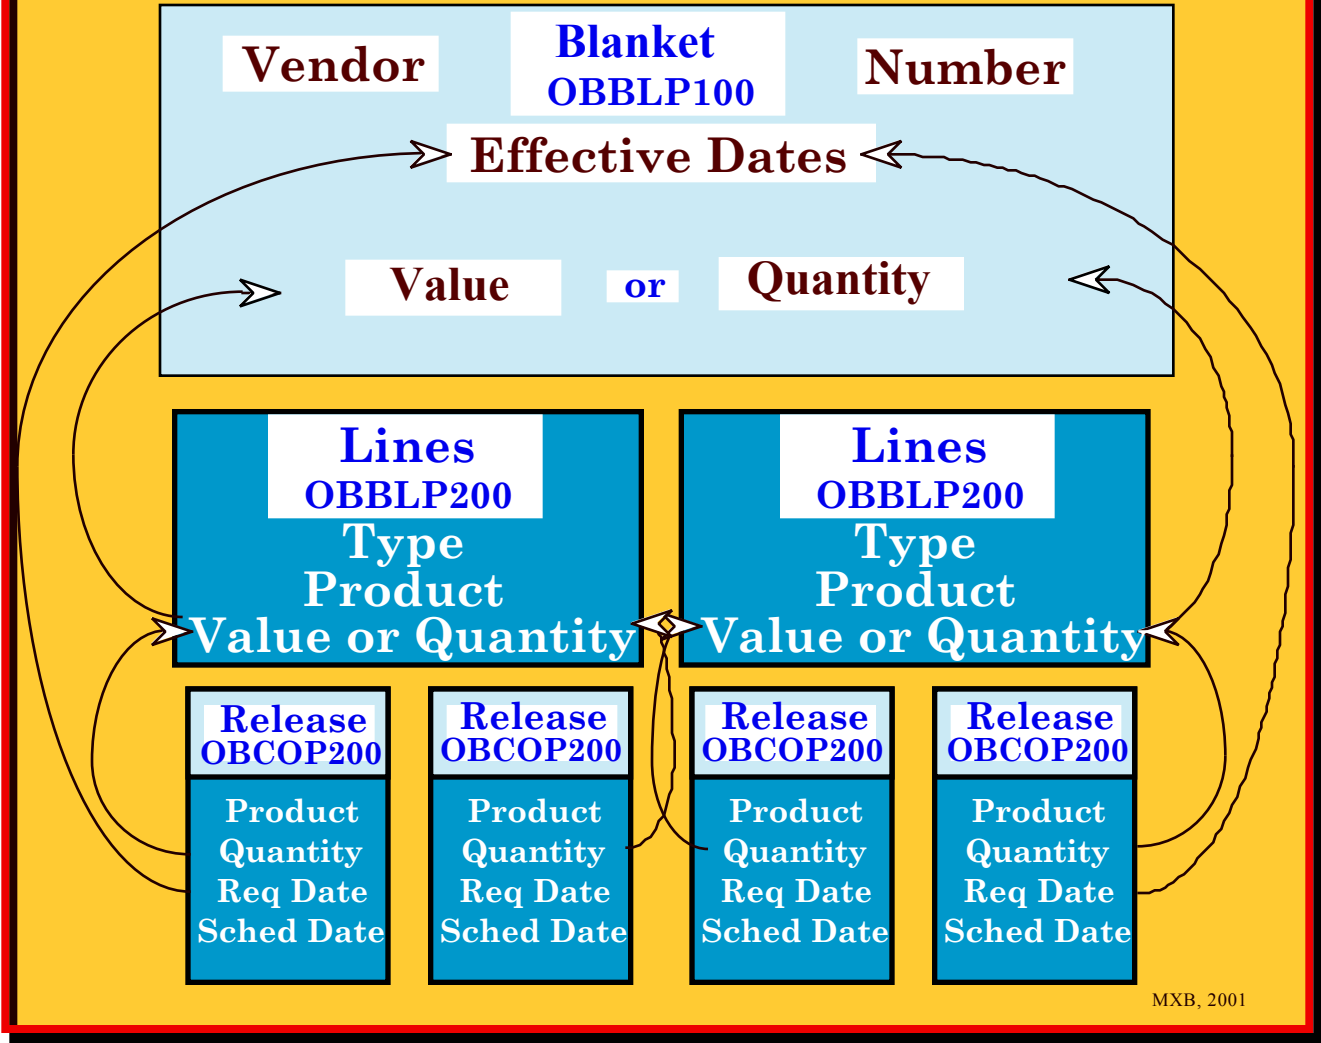 Vendor
Blanket
OBBLP100
Number
Effective Dates
Value
or
Quantity
Lines
OBBLP200
Type
Product
Value or Quantity
Lines
OBBLP200
Type
Product
Value or Quantity
Release
OBCOP200
Product
Quantity
Req Date
Sched Date
Release
OBCOP200
Product
Quantity
Req Date
Sched Date
Release
OBCOP200
Product
Quantity
Req Date
Sched Date
Release
OBCOP200
Product
Quantity
Req Date
Sched Date
MXB, 2001